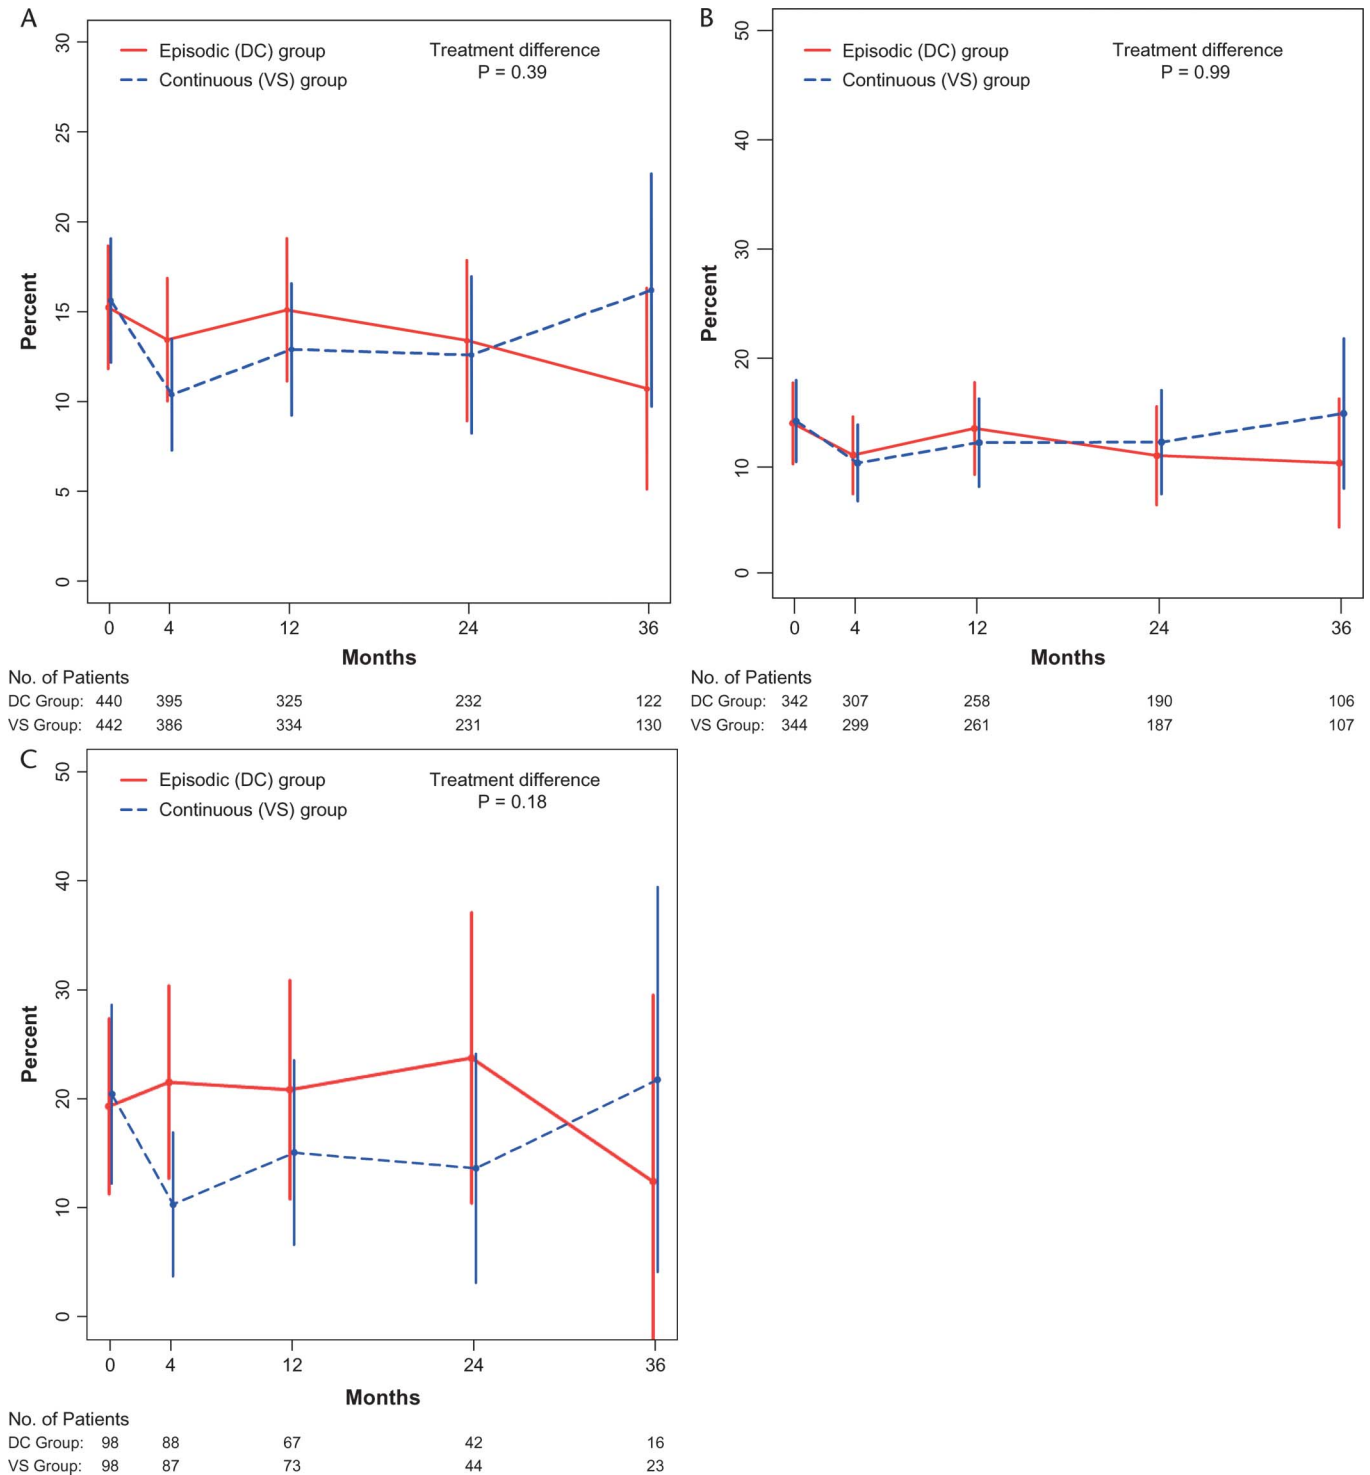 A
Episodic (DC) group
Continuous (VS) group
Treatment difference
P = 0.39
30
25
20
15
10
5
0
Percent
0 4 12 24 36
Months
No. of Patients
DC Group: 440 395 325 232 122
VS Group: 442 386 334 231 130
B
Episodic (DC) group
Continuous (VS) group
Treatment difference
P = 0.99
50
40
30
20
10
0
Percent
0 4 12 24 36
Months
No. of Patients
DC Group: 342 307 258 190 106
VS Group: 344 299 261 187 107
C
Episodic (DC) group
Continuous (VS) group
Treatment difference
P = 0.18
50
40
30
20
10
0
Percent
0 4 12 24 36
Months
No. of Patients
DC Group: 98 88 67 42 16
VS Group: 98 87 73 44 23